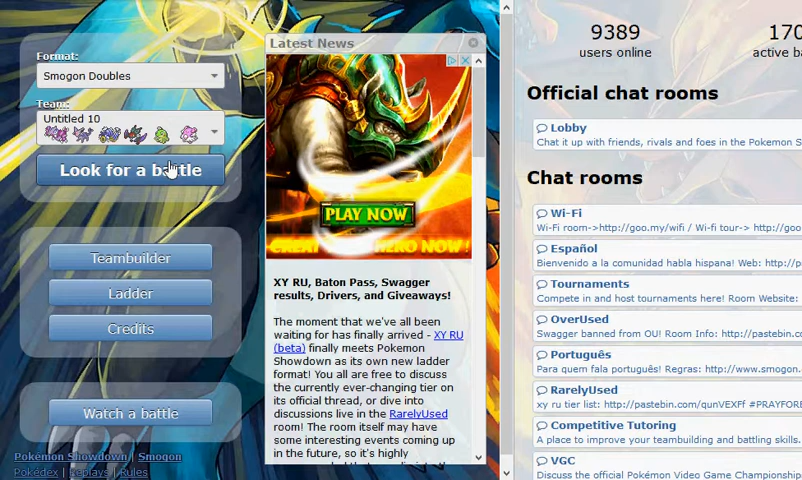 Format:
Smogon Doubles
Team:
Untitled 10
Look for a battle
Teambuilder
Ladder
Credits
Watch a battle
Pokémon Showdown | Smogon
Pokédex | Replays | Rules
Latest News
PLAY NOW
HERO NOW !
XY RU, Baton Pass, Swagger
results, Drivers, and Giveaways!
The moment that we've all been
waiting for has finally arrived - XY RU
(beta) finally meets Pokemon
Showdown as its own new ladder
format! You all are free to discuss
the currently ever-changing tier on
its official thread, or dive into
discussions live in the RarelyUsed
room! The room itself may have
some interesting events coming up
in the future, so it's highly
9389
users online
170
active ba
Official chat rooms
Lobby
Chat it up with friends, rivals and foes in the Pokemon S
Chat rooms
Wi-Fi
Wi-Fi room->http://goo.my/wifi / Wi-fi tour-> http://goo
Español
Bienvenido a la comunidad habla hispana! Web: http://po
Tournaments
Compete in and host tournaments here! Room Website:
OverUsed
Swagger banned from OU! Room Info: http://pastebin.c
Português
Para quem fala português! Regras: http://www.smogon.
RarelyUsed
xy ru tier list: http://pastebin.com/qunVEXFf #PRAYFORE
Competitive Tutoring
A place to improve your teambuilding and battling skills.
VGC
Discuss the official Pokémon Video Game Championship